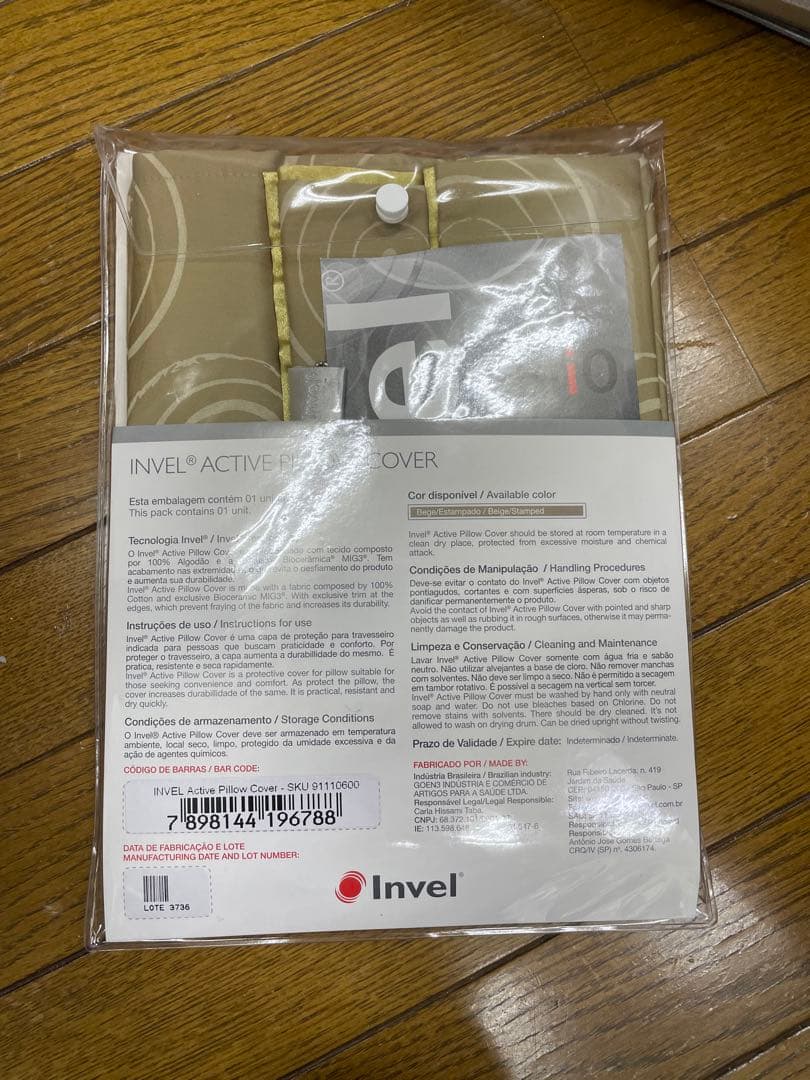 ®
el
io
INVEL® ACTIVE COVER
Esta embalagem contém 01
This pack contains 01 unit.
Tecnologia Invel® /
O Invel® Active Pillow com tecido composto
por 100% Algodão e a Biocerâmica® MIG3®. Tem
acabamento nas o desfiamento do produto
e aumenta sua durabilidade.
Invel® Active Pillow Cover is with a fabric composed by 100%
Cotton and exclusive Bioceramic MIG3®. With exclusive trim at the
edges, which prevent fraying of the fabric and increases its durability.
Instruções de uso / Instructions for use
Invel® Active Pillow Cover é uma capa de proteção para travesseiro
indicada para pessoas que buscam praticidade e conforto. Por
proteger o travesseiro, a capa aumenta a durabillidade do mesmo. É
pratica, resistente e seca rapidamente.
Invel® Active Pillow Cover is a protective cover for pillow suitable for
those seeking convenience and comfort. As protect the pillow, the
cover increases durabilidade of the same. It is practical, resistant and
dry quickly.
Condições de armazenamento / Storage Conditions
O Invel® Active Pillow Cover deve ser armazenado em temperatura
ambiente, local seco, limpo, protegido da umidade excessiva e da
ação de agentes químicos.
CÓDIGO DE BARRAS / BAR CODE:
INVEL Active Pillow Cover - SKU 91110600
7 898144 196788
DATA DE FABRICAÇÃO E LOTE
MANUFACTURING DATE AND LOT NUMBER:
LOTE 3736
Cor disponível / Available color
Bege/Estampado / Beige/Stamped
Invel® Active Pillow Cover should be stored at room temperature in a
clean dry place, protected from excessive moisture and chemical
attack.
Condições de Manipulação / Handling Procedures
Deve-se evitar o contato do Invel® Active Pillow Cover com objetos
pontiagudos, cortantes e com superfícies ásperas, sob o risco de
danificar permanentemente o produto.
Avoid the contact of Invel® Active Pillow Cover with pointed and sharp
objects as well as rubbing it in rough surfaces, otherwise it may perma-
nently damage the product.
Limpeza e Conservação / Cleaning and Maintenance
Lavar Invel® Active Pillow Cover somente com água fria e sabão
neutro. Não utilizar alvejantes a base de cloro. Não remover manchas
com solventes. Não deve ser limpo a seco. Não é permitido a secagem
em tambor rotativo. É possível a secagem na vertical sem torcer.
Invel® Active Pillow Cover must be washed by hand only with neutral
soap and water. Do not use bleaches based on Chlorine. Do not
remove stains with solvents. There should be dry cleaned. It's not
allowed to wash on drying drum. Can be dried upright without twisting.
Prazo de Validade / Expire date: Indeterminado / Indeterminate.
FABRICADO POR / MADE BY:
Indústria Brasileira / Brazilian industry:
GOEN3 INDÚSTRIA E COMÉRCIO DE
ARTIGOS PARA A SAÚDE LTDA.
Responsável Legal/Legal Responsible:
Carla Hissami Taba.
CNPJ:
IE:
Rua Ribeiro Lacerda, n. 419
Jardim da Saúde
São Paulo - SP
.com.br
Antônio José Gomes
CRQ/IV (SP) nº. 4306174.
Invel®